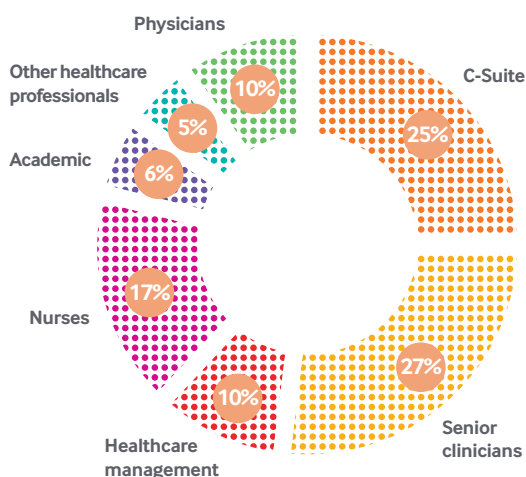 Physicians
10%
C-Suite
25%
Other healthcare
professionals
5%
Academic
6%
Nurses
17%
Healthcare
management
10%
Senior
clinicians
27%